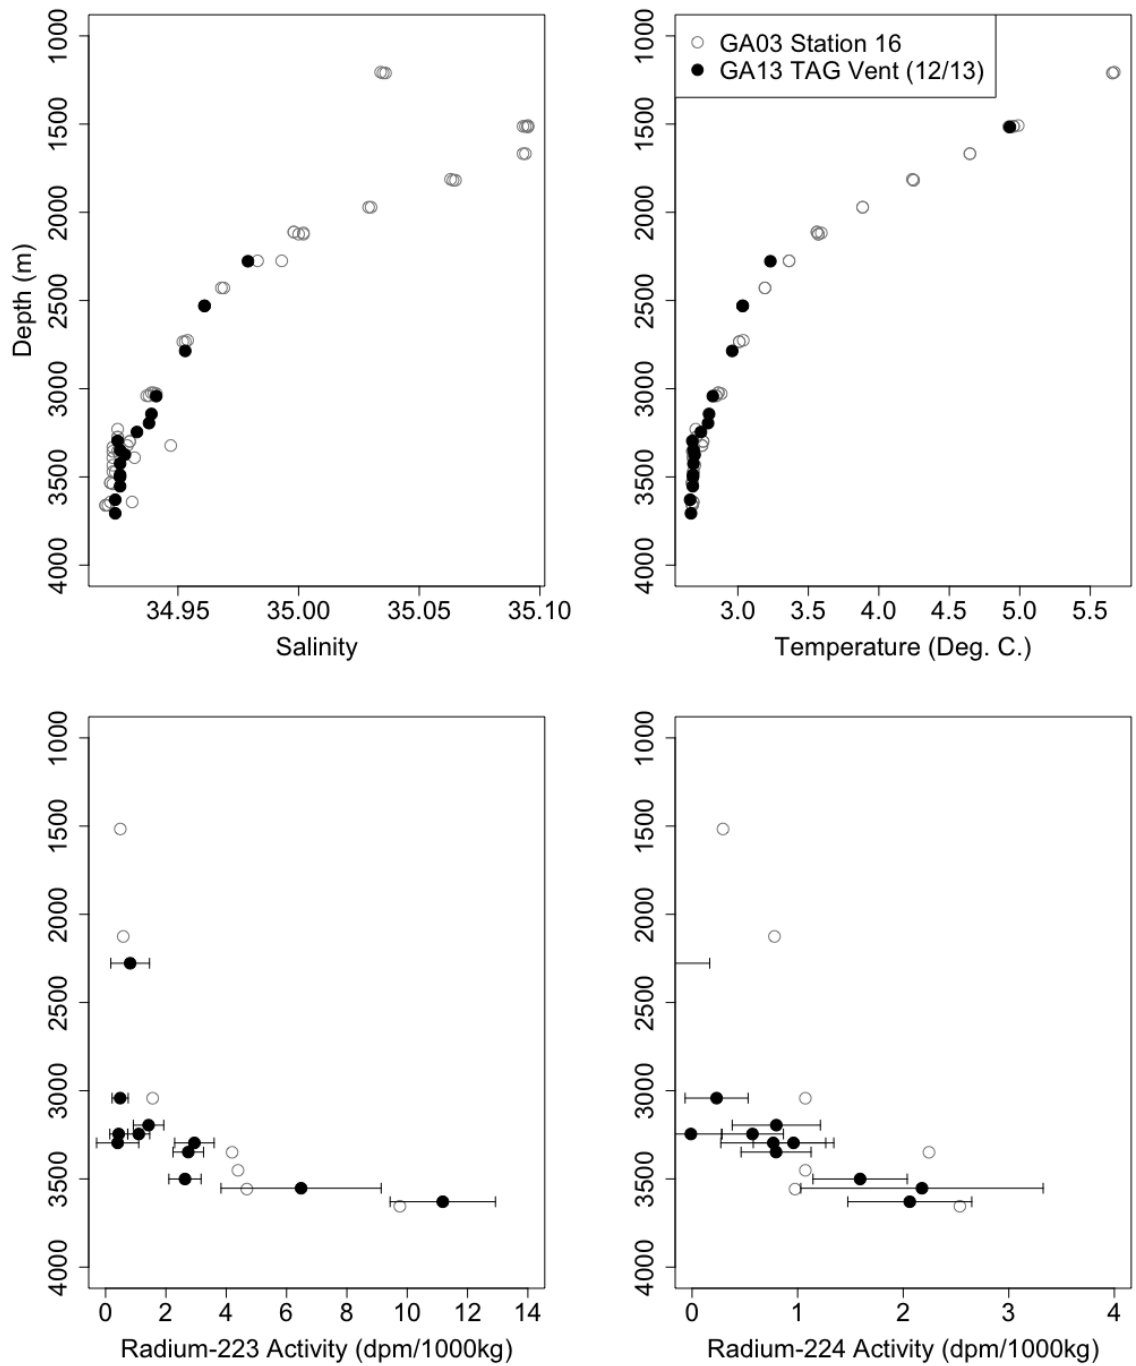 GA03 Station 16
GA13 TAG Vent (12/13)
Depth (m)
1000
1500
2000
2500
3000
3500
4000
34.95 35.00 35.05 35.10
Salinity
1000
1500
2000
2500
3000
3500
4000
3.0 3.5 4.0 4.5 5.0 5.5
Temperature (Deg. C.)
1000
1500
2000
2500
3000
3500
4000
0 2 4 6 8 10 12 14
Radium-223 Activity (dpm/1000kg)
1000
1500
2000
2500
3000
3500
4000
0 1 2 3 4
Radium-224 Activity (dpm/1000kg)